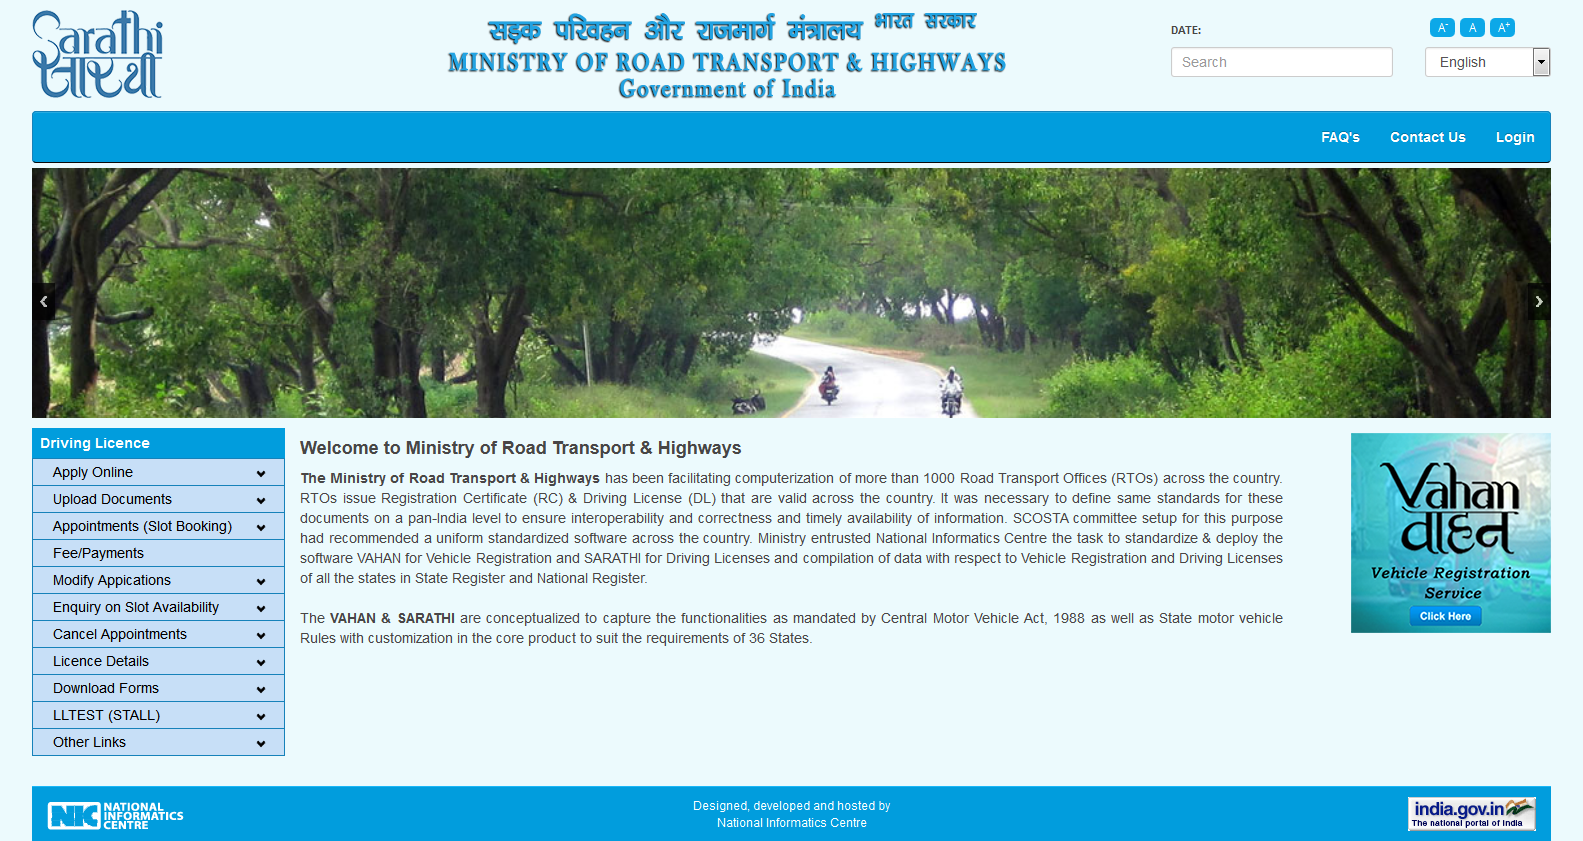 Sarathi
सारथी
सड़क परिवहन और राजमार्ग मंत्रालय भारत सरकार
MINISTRY OF ROAD TRANSPORT & HIGHWAYS
Government of India
DATE:
A- A A+
Search
English
FAQ's Contact Us Login
Driving Licence
Apply Online
Upload Documents
Appointments (Slot Booking)
Fee/Payments
Modify Appications
Enquiry on Slot Availability
Cancel Appointments
Licence Details
Download Forms
LLTEST (STALL)
Other Links
Welcome to Ministry of Road Transport & Highways
The Ministry of Road Transport & Highways has been facilitating computerization of more than 1000 Road Transport Offices (RTOs) across the country.
RTOs issue Registration Certificate (RC) & Driving License (DL) that are valid across the country. It was necessary to define same standards for these
documents on a pan-India level to ensure interoperability and correctness and timely availability of information. SCOSTA committee setup for this purpose
had recommended a uniform standardized software across the country. Ministry entrusted National Informatics Centre the task to standardize & deploy the
software VAHAN for Vehicle Registration and SARATHI for Driving Licenses and compilation of data with respect to Vehicle Registration and Driving Licenses
of all the states in State Register and National Register.
The VAHAN & SARATHI are conceptualized to capture the functionalities as mandated by Central Motor Vehicle Act, 1988 as well as State motor vehicle
Rules with customization in the core product to suit the requirements of 36 States.
Vahan
वाहन
Vehicle Registration
Service
Click Here
NIC NATIONAL
INFORMATICS
CENTRE
Designed, developed and hosted by
National Informatics Centre
india.gov.in
The national portal of India